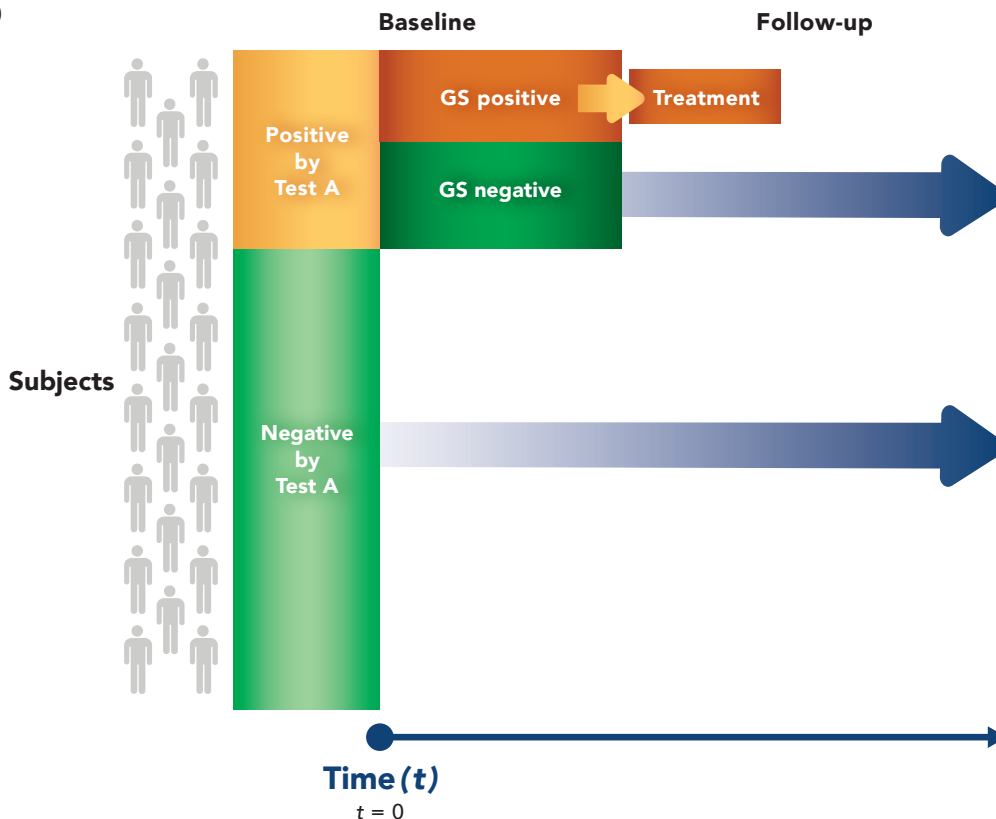 Baseline
Follow-up
GS positive
Treatment
Positive
by
Test A
GS negative
Subjects
Negative
by
Test A
Time (t)
t = 0